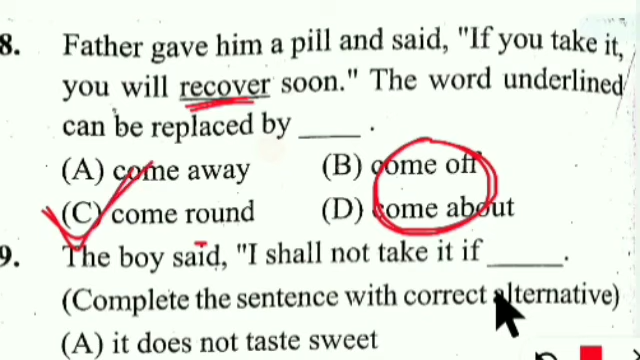 8. Father gave him a pill and said, "If you take it,
you will recover soon." The word underlined
can be replaced by _____ .
(A) come away (B) come off
(C) come round (D) come about
9. The boy said, "I shall not take it if _____.
(Complete the sentence with correct alternative)
(A) it does not taste sweet